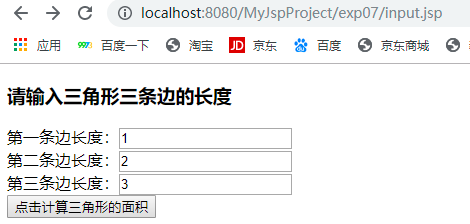 localhost:8080/MyJspProject/exp07/input.jsp
应用 997 百度一下 淘宝 JD 京东 百度 京东商城
请输入三角形三条边的长度
第一条边长度：1
第二条边长度：2
第三条边长度：3
点击计算三角形的面积